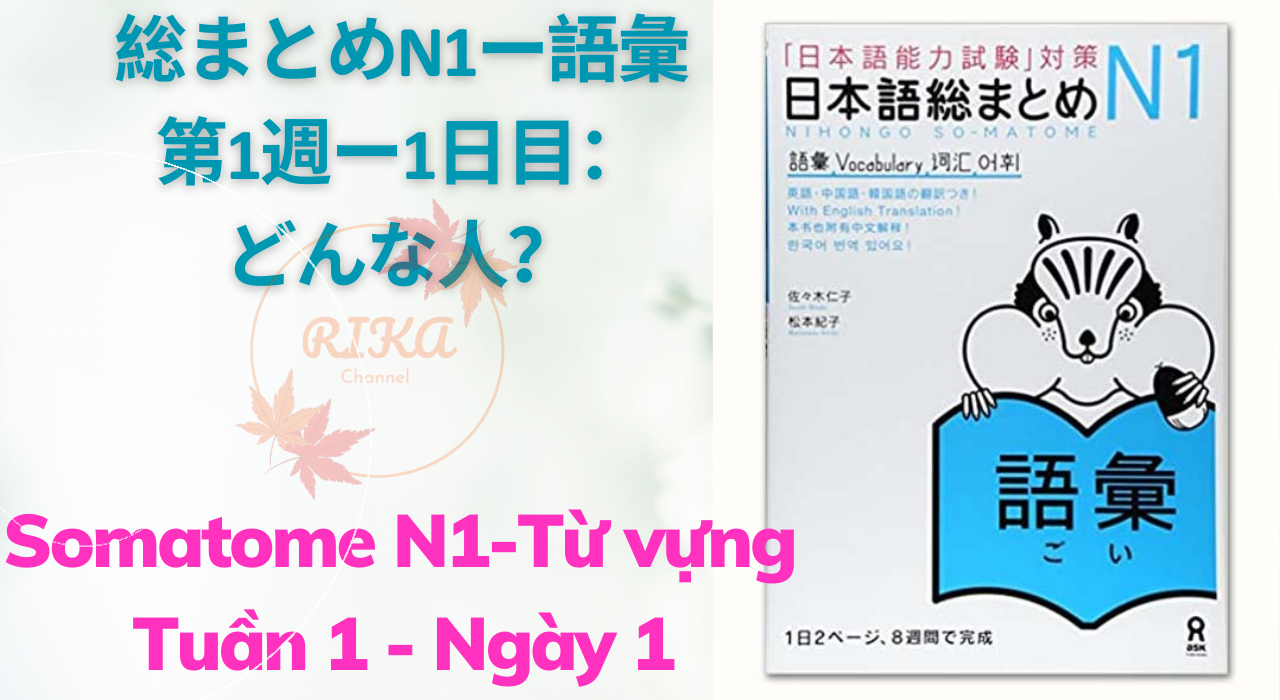 総まとめN1ー語彙
第1週ー1日目：
どんな人？
RIKA
Channel
Somatome N1-Từ vựng
Tuần 1 - Ngày 1
「日本語能力試験」対策
日本語総まとめ N1
NIHONGO SO-MATOME
語彙 Vocabulary 词汇 어휘
英語・中国語・韓国語の翻訳つき！
With English Translation！
本书也附有中文解释！
한국어 번역 있어요！
佐々木仁子
松本紀子
語彙
ごい
1日2ページ、8週間で完成
ask